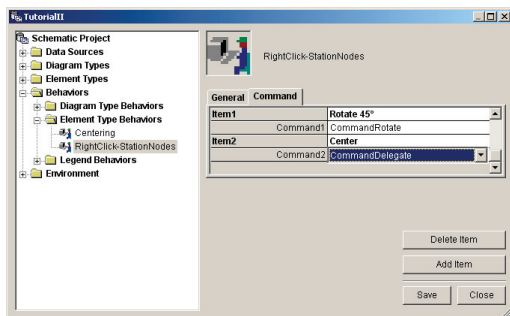 TutorialII
Schematic Project
Data Sources
Diagram Types
Element Types
Behaviors
Diagram Type Behaviors
Element Type Behaviors
Centering
RightClick-StationNodes
Legend Behaviors
Environment
RightClick-StationNodes
General Command
Item1 Rotate 45°
Command1 CommandRotate
Item2 Center
Command2 CommandDelegate
Delete Item
Add Item
Save Close